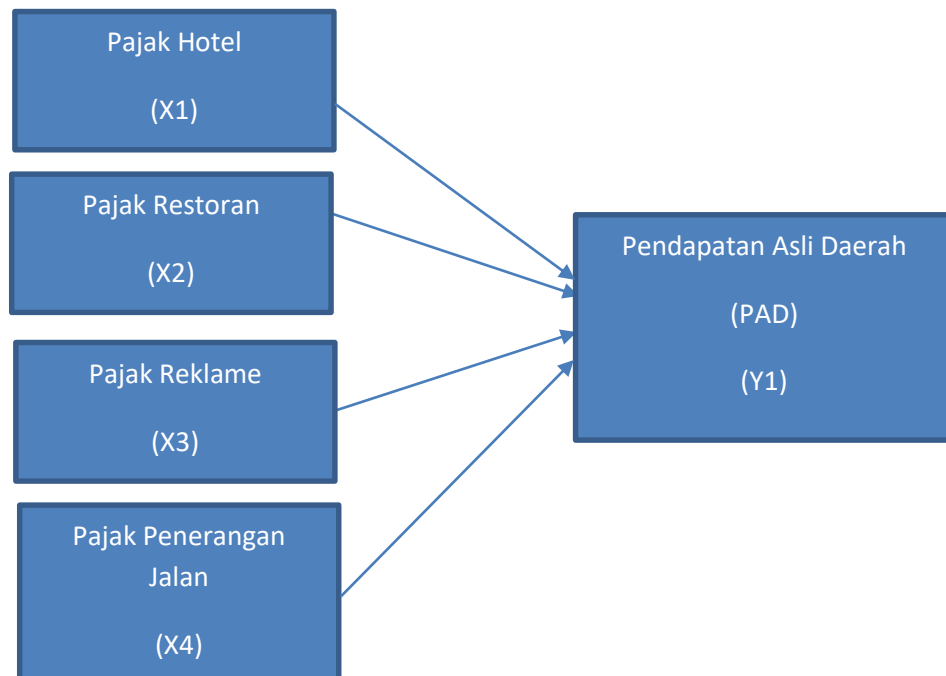 Pajak Hotel
(X1)
Pajak Restoran
(X2)
Pajak Reklame
(X3)
Pajak Penerangan
Jalan
(X4)
Pendapatan Asli Daerah
(PAD)
(Y1)